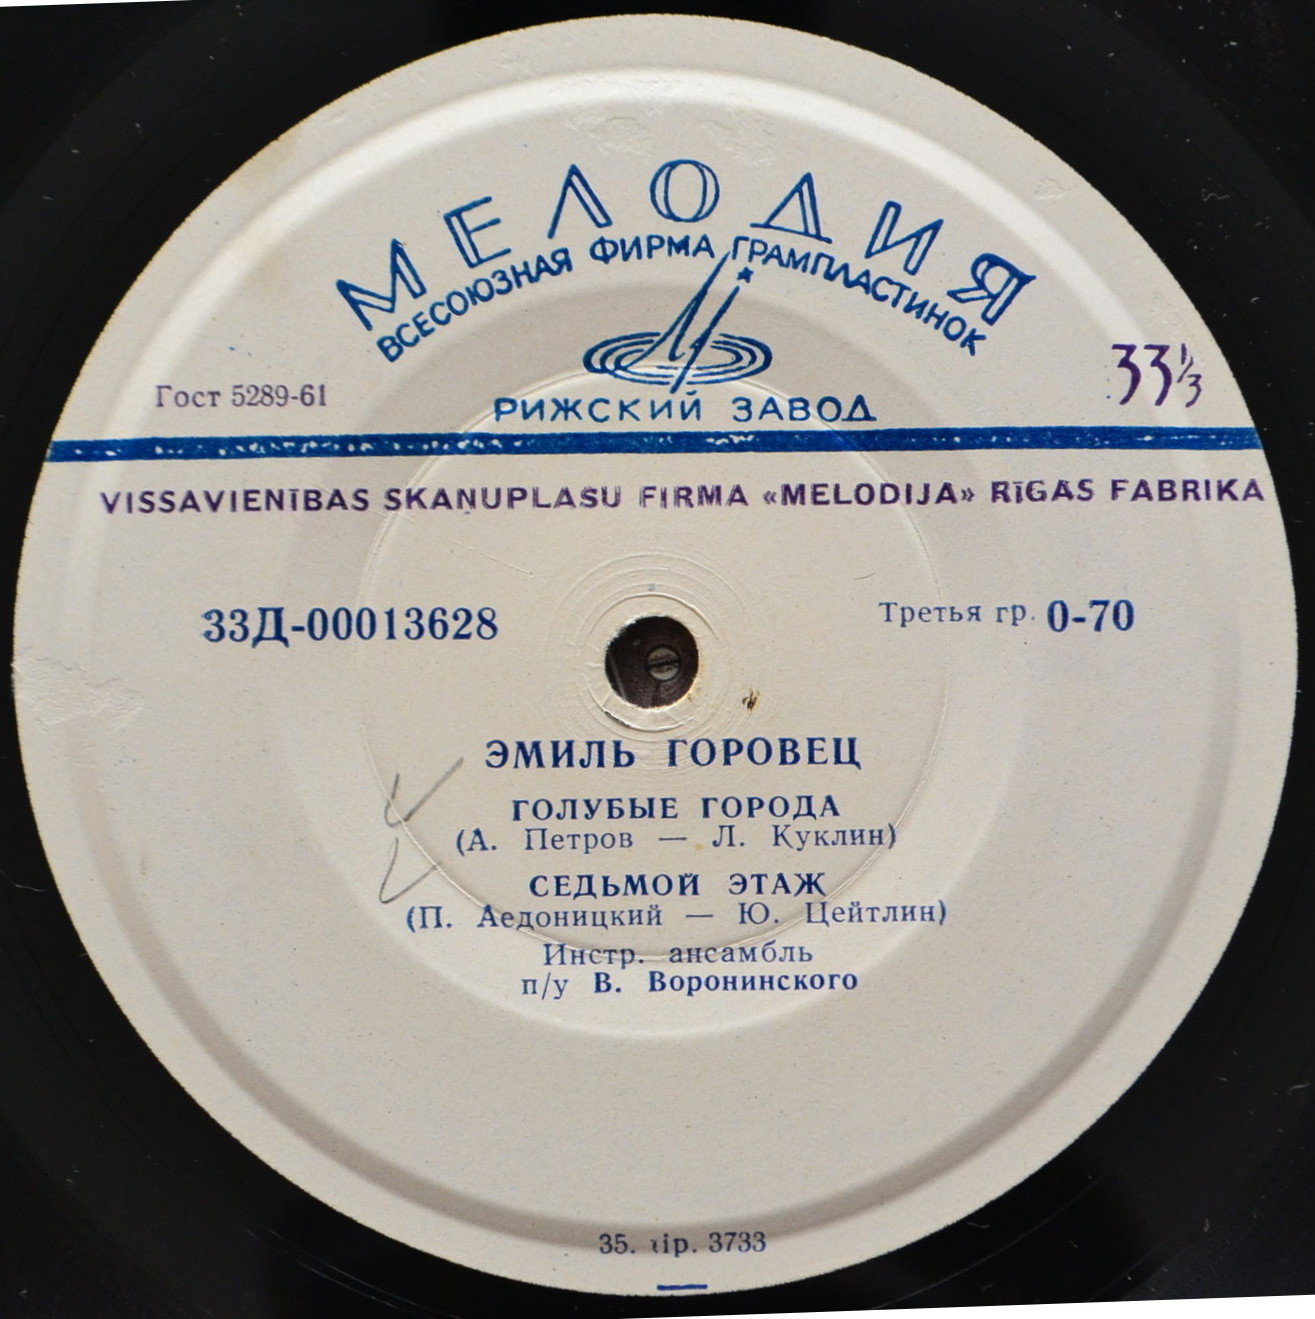 МЕЛОДИЯ
ВСЕСОЮЗНАЯ ФИРМА ГРАМПЛАСТИНОК
Гост 5289-61
33⅓
РИЖСКИЙ ЗАВОД
VISSAVIENĪBAS SKAŅUPLAŠU FIRMA «MELODIJA» RĪGAS FABRIKA
33Д-00013628
Третья гр. 0-70
ЭМИЛЬ ГОРОВЕЦ
ГОЛУБЫЕ ГОРОДА
(А. Петров — Л. Куклин)
СЕДЬМОЙ ЭТАЖ
(П. Аедоницкий — Ю. Цейтлин)
Инстр. ансамбль
п/у В. Воронинского
35. tip. 3733